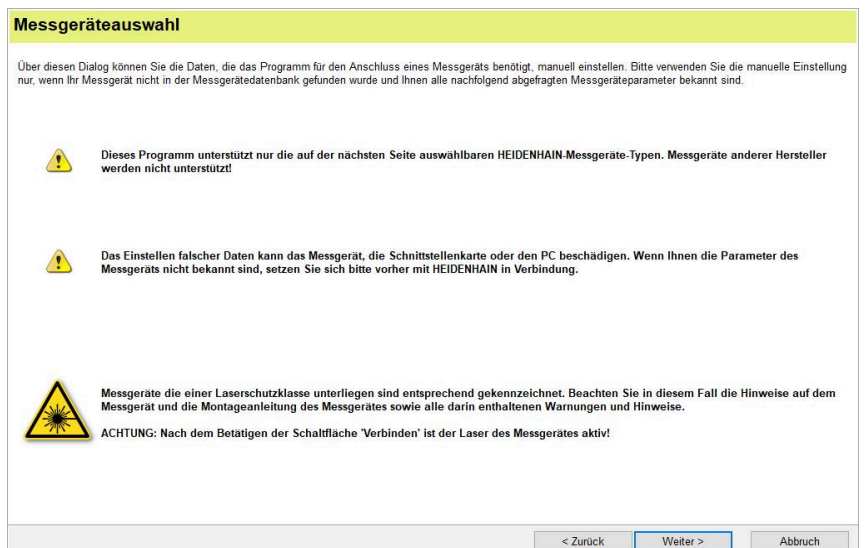 Messgeräteauswahl
Über diesen Dialog können Sie die Daten, die das Programm für den Anschluss eines Messgeräts benötigt, manuell einstellen. Bitte verwenden Sie die manuelle Einstellung
nur, wenn Ihr Messgerät nicht in der Messgerätedatenbank gefunden wurde und Ihnen alle nachfolgend abgefragten Messgeräteparameter bekannt sind.
Dieses Programm unterstützt nur die auf der nächsten Seite auswählbaren HEIDENHAIN-Messgeräte-Typen. Messgeräte anderer Hersteller
werden nicht unterstützt!
Das Einstellen falscher Daten kann das Messgerät, die Schnittstellenkarte oder den PC beschädigen. Wenn Ihnen die Parameter des
Messgeräts nicht bekannt sind, setzen Sie sich bitte vorher mit HEIDENHAIN in Verbindung.
Messgeräte die einer Laserschutzklasse unterliegen sind entsprechend gekennzeichnet. Beachten Sie in diesem Fall die Hinweise auf dem
Messgerät und die Montageanleitung des Messgerätes sowie alle darin enthaltenen Warnungen und Hinweise.
ACHTUNG: Nach dem Betätigen der Schaltfläche 'Verbinden' ist der Laser des Messgerätes aktiv!
< Zurück Weiter > Abbruch